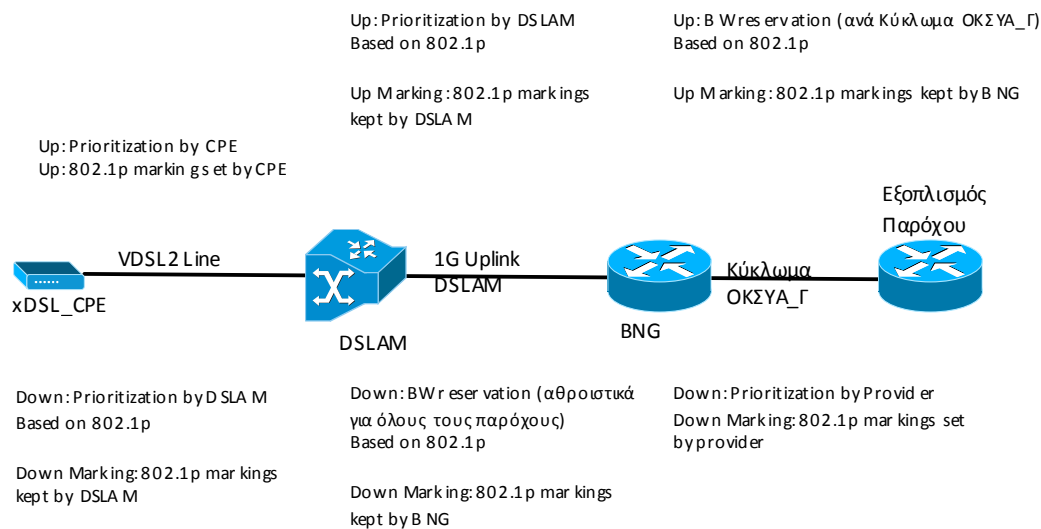 Up: Prioritization by DSLAM
Based on 802.1p
Up Marking: 802.1p markings
kept by DSLAM
Up: BW reservation (ανά Κύκλωμα ΟΚΣΥΑ_Γ)
Based on 802.1p
Up Marking: 802.1p markings kept by BNG
Up: Prioritization by CPE
Up: 802.1p marking set by CPE
Εξοπλισμός
Παρόχου
VDSL2 Line
1G Uplink
DSLAM
Κύκλωμα
ΟΚΣΥΑ_Γ
xDSL_CPE
DSLAM
BNG
Down: Prioritization by DSLAM
Based on 802.1p
Down Marking: 802.1p markings
kept by DSLAM
Down: BW reservation (αθροιστικά
για όλους τους παρόχους)
Based on 802.1p
Down Marking: 802.1p markings
kept by BNG
Down: Prioritization by Provider
Down Marking: 802.1p markings set
by provider